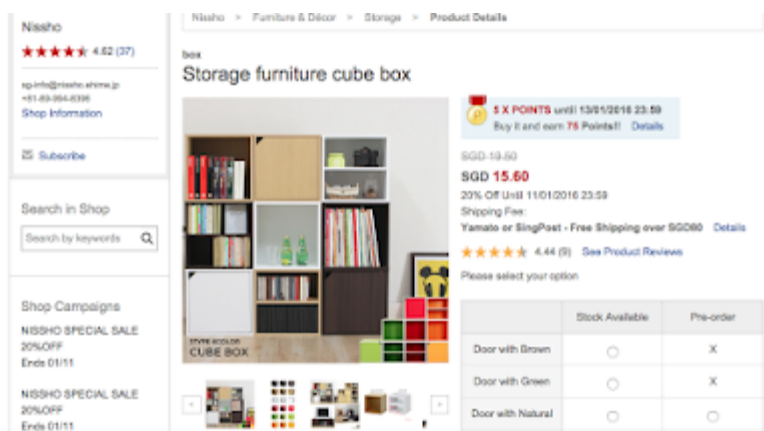 Nissho
4.62 (37)
sg-info@nissho.ehime.jp
Shop Information
Subscribe
Search in Shop
Search by keywords
Shop Campaigns
NISSHO SPECIAL SALE
20%OFF
Ends 01/11
NISSHO SPECIAL SALE
20%OFF
Ends 01/11
Nissho > Furniture & Décor > Storage > Product Details
box
Storage furniture cube box
CUBE BOX
5 X POINTS until 13/01/2016 23:59
Buy it and earn 75 Points!! Details
SGD 19.50
SGD 15.60
20% Off Until 11/01/2016 23:59
Shipping Fee:
Yamato or SingPost - Free Shipping over SGD60 Details
4.44 (9) See Product Reviews
Please select your option
Stock Available Pre-order
Door with Brown X
Door with Green X
Door with Natural